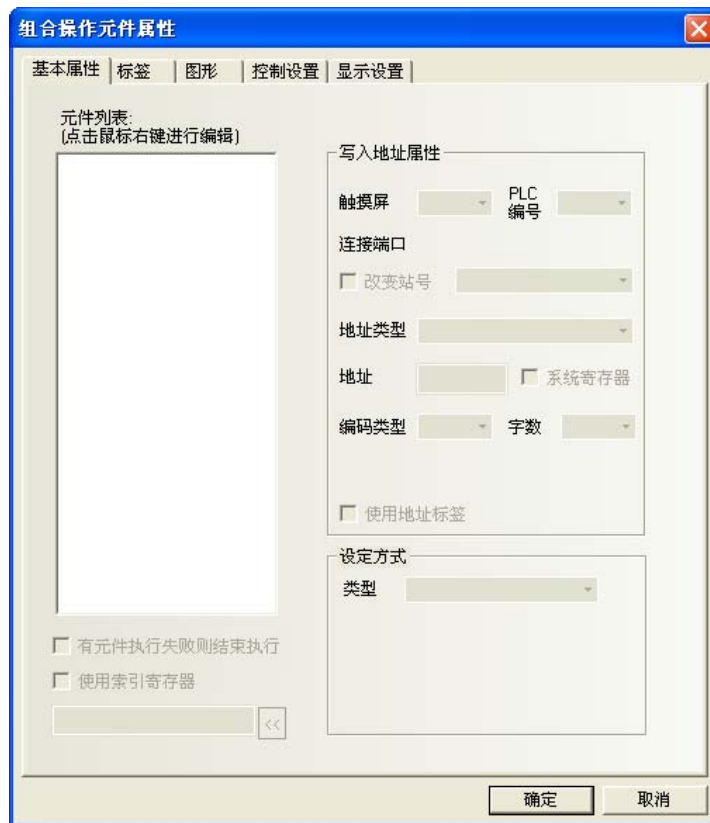 组合操作元件属性
基本属性 标签 图形 控制设置 显示设置
元件列表:
(点击鼠标右键进行编辑)
写入地址属性
触摸屏 PLC编号
连接端口
改变站号
地址类型
地址 系统寄存器
编码类型 字数
使用地址标签
设定方式
类型
有元件执行失败则结束执行
使用索引寄存器
<<
确定 取消